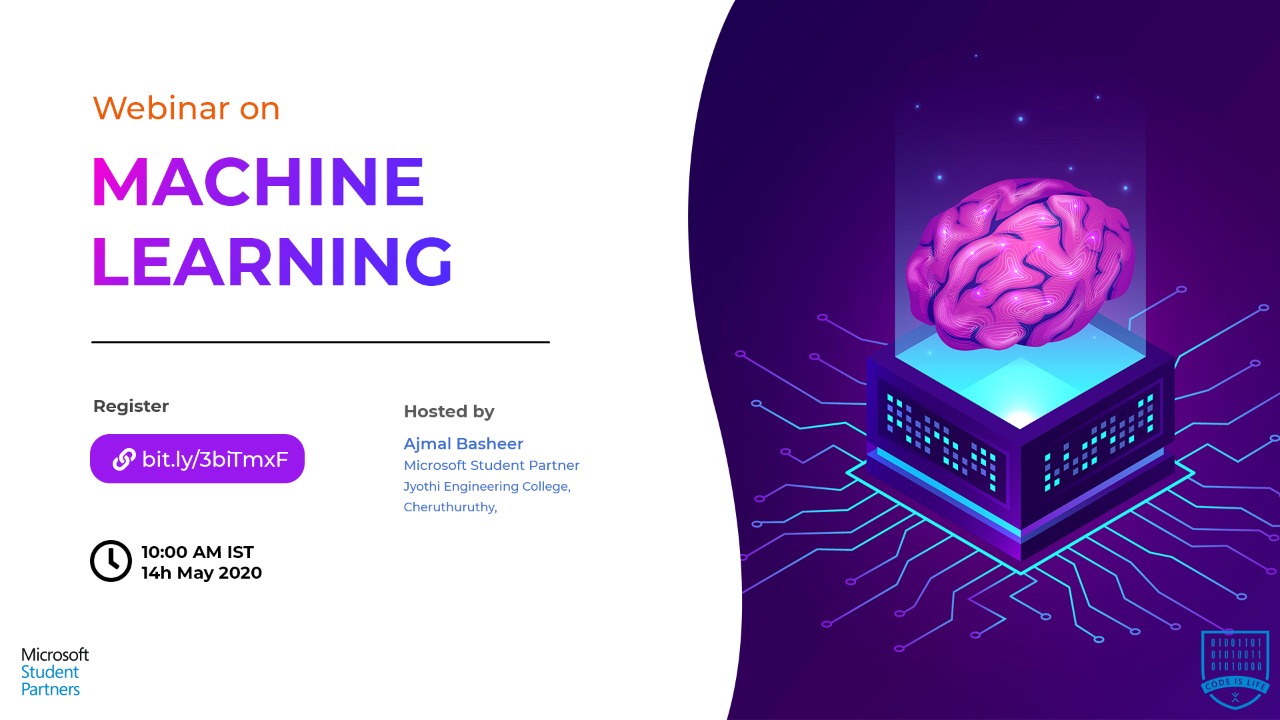 Webinar on
MACHINE
LEARNING
Register
bit.ly/3biTmxF
Hosted by
Ajmal Basheer
Microsoft Student Partner
Jyothi Engineering College,
Cheruthuruthy,
10:00 AM IST
14h May 2020
Microsoft
Student
Partners
01001101
01010011
01010000
CODE IS LIFE